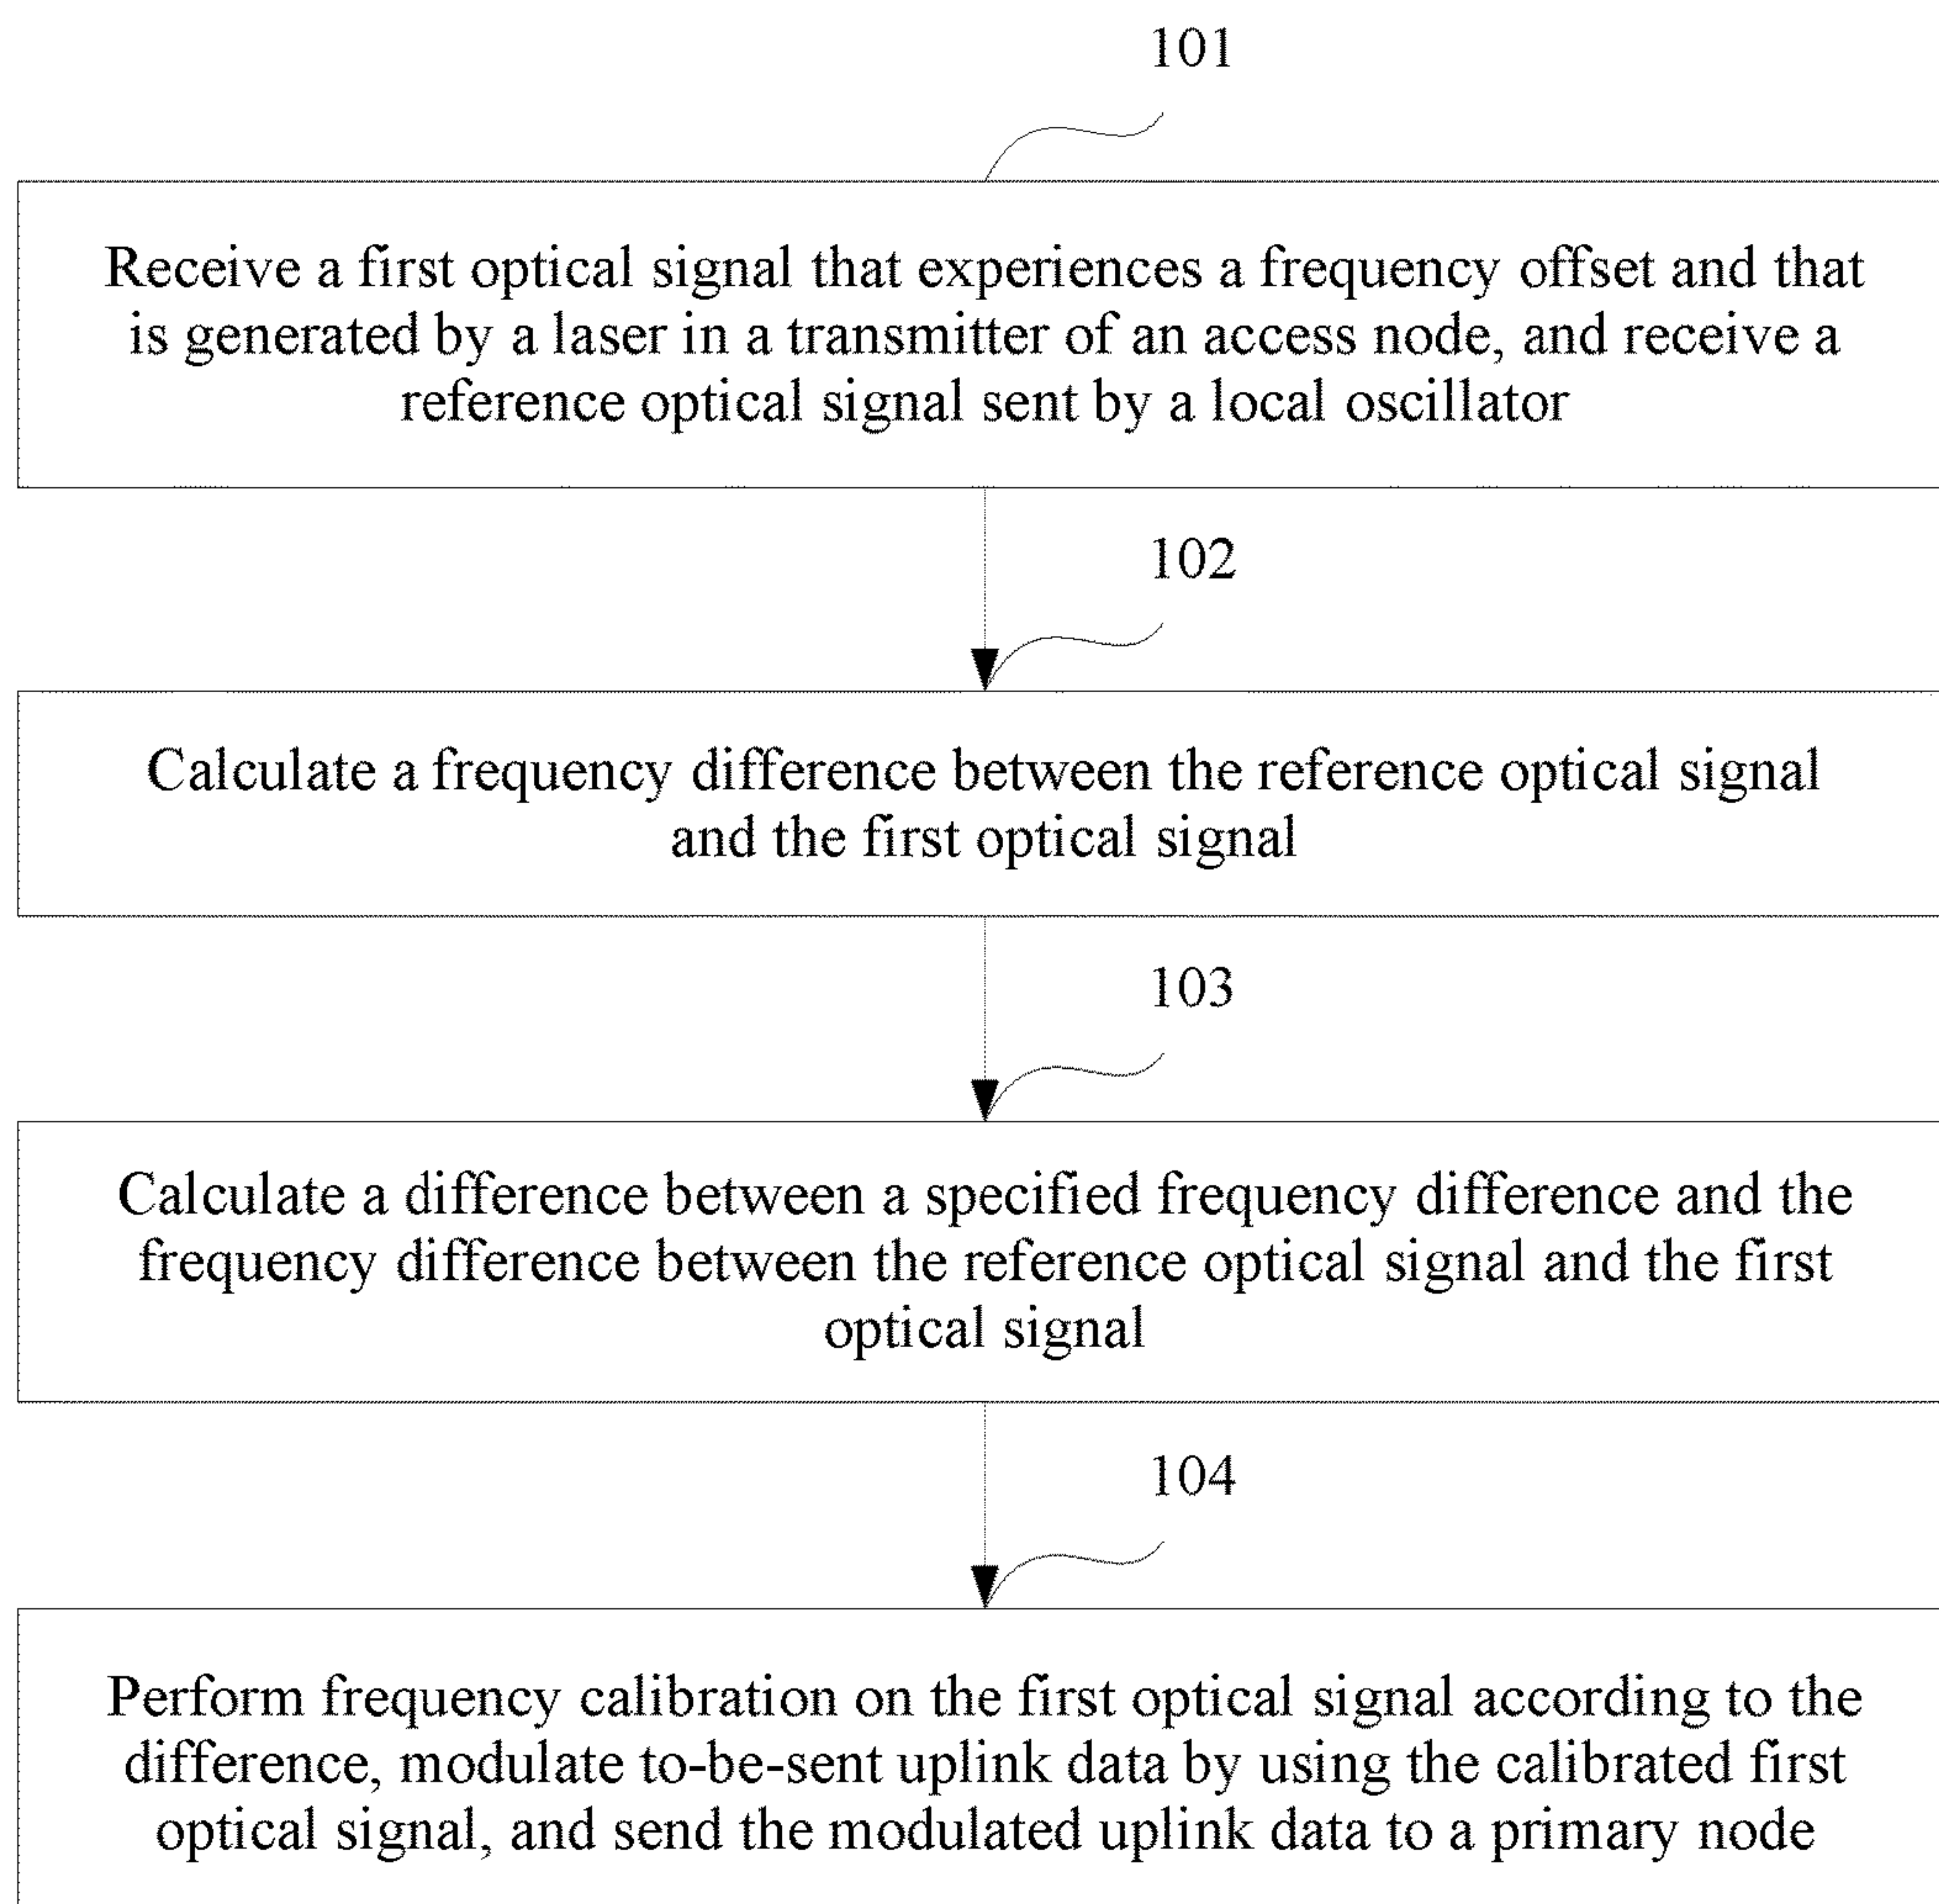 101
Receive a first optical signal that experiences a frequency offset and that
is generated by a laser in a transmitter of an access node, and receive a
reference optical signal sent by a local oscillator
102
Calculate a frequency difference between the reference optical signal
and the first optical signal
103
Calculate a difference between a specified frequency difference and the
frequency difference between the reference optical signal and the first
optical signal
104
Perform frequency calibration on the first optical signal according to the
difference, modulate to-be-sent uplink data by using the calibrated first
optical signal, and send the modulated uplink data to a primary node